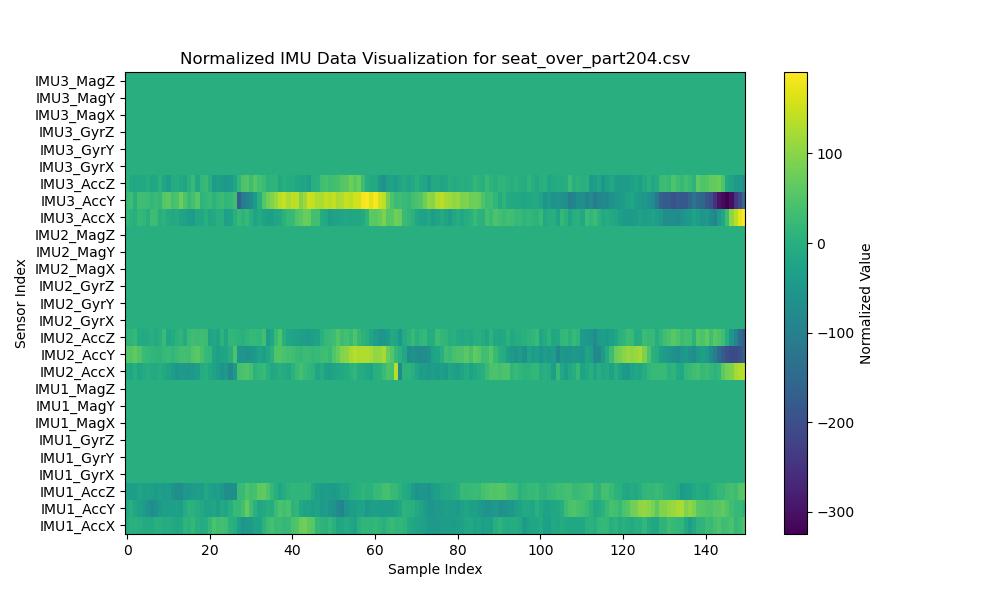 Normalized IMU Data Visualization for seat_over_part204.csv
IMU3_MagZ
IMU3_MagY
IMU3_MagX
IMU3_GyrZ
IMU3_GyrY
IMU3_GyrX
IMU3_AccZ
IMU3_AccY
IMU3_AccX
IMU2_MagZ
IMU2_MagY
IMU2_MagX
IMU2_GyrZ
IMU2_GyrY
IMU2_GyrX
IMU2_AccZ
IMU2_AccY
IMU2_AccX
IMU1_MagZ
IMU1_MagY
IMU1_MagX
IMU1_GyrZ
IMU1_GyrY
IMU1_GyrX
IMU1_AccZ
IMU1_AccY
IMU1_AccX
Sensor Index
0 20 40 60 80 100 120 140
Sample Index
100
0
−100
−200
−300
Normalized Value